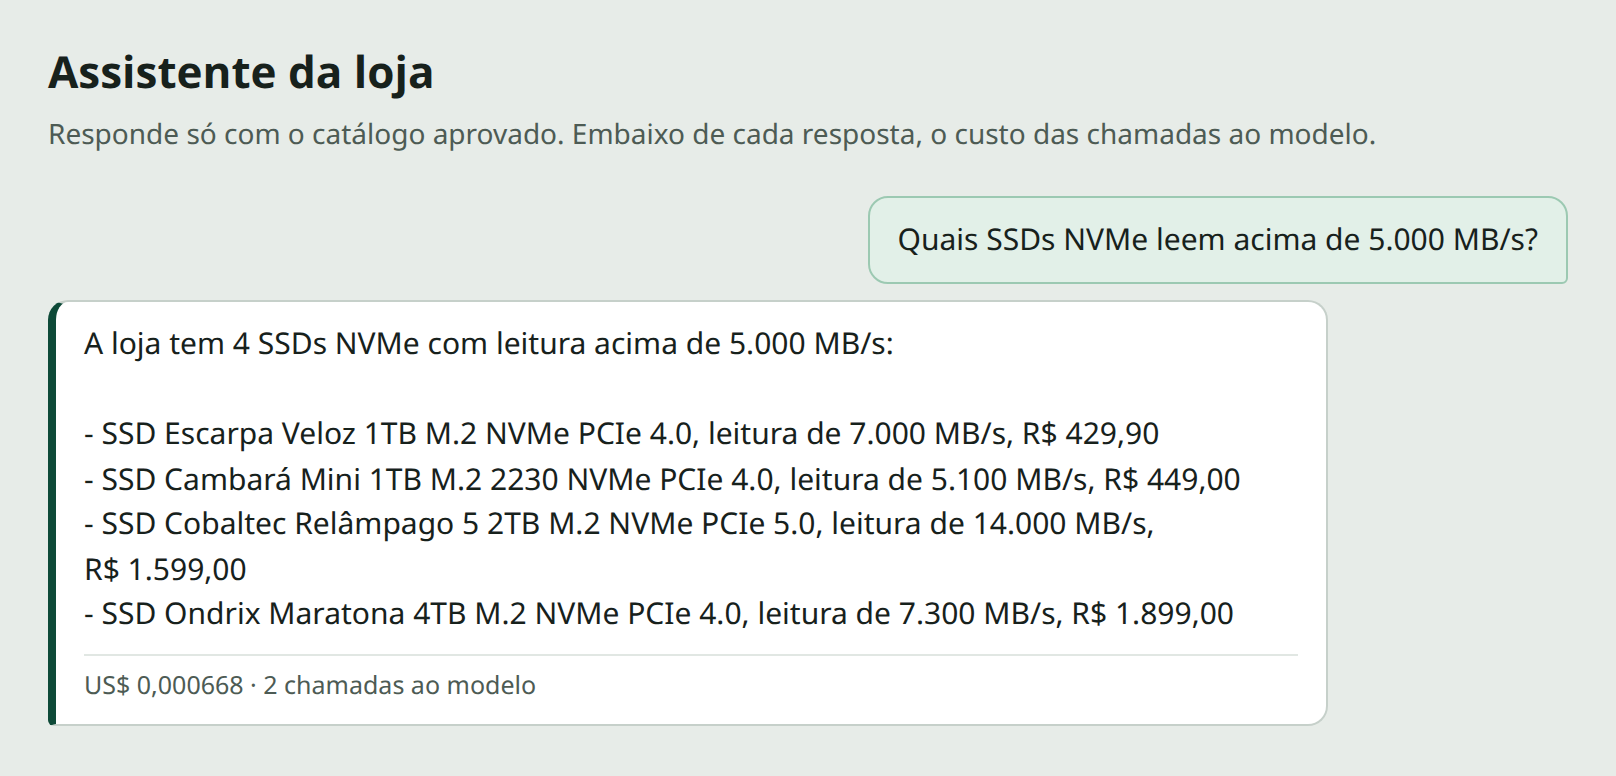 Assistente da loja
Responde só com o catálogo aprovado. Embaixo de cada resposta, o custo das chamadas ao modelo.
Quais SSDs NVMe leem acima de 5.000 MB/s?
A loja tem 4 SSDs NVMe com leitura acima de 5.000 MB/s:
- SSD Escarpa Veloz 1TB M.2 NVMe PCIe 4.0, leitura de 7.000 MB/s, R$ 429,90
- SSD Cambará Mini 1TB M.2 2230 NVMe PCIe 4.0, leitura de 5.100 MB/s, R$ 449,00
- SSD Cobaltec Relâmpago 5 2TB M.2 NVMe PCIe 5.0, leitura de 14.000 MB/s,
R$ 1.599,00
- SSD Ondrix Maratona 4TB M.2 NVMe PCIe 4.0, leitura de 7.300 MB/s, R$ 1.899,00
US$ 0,000668 · 2 chamadas ao modelo